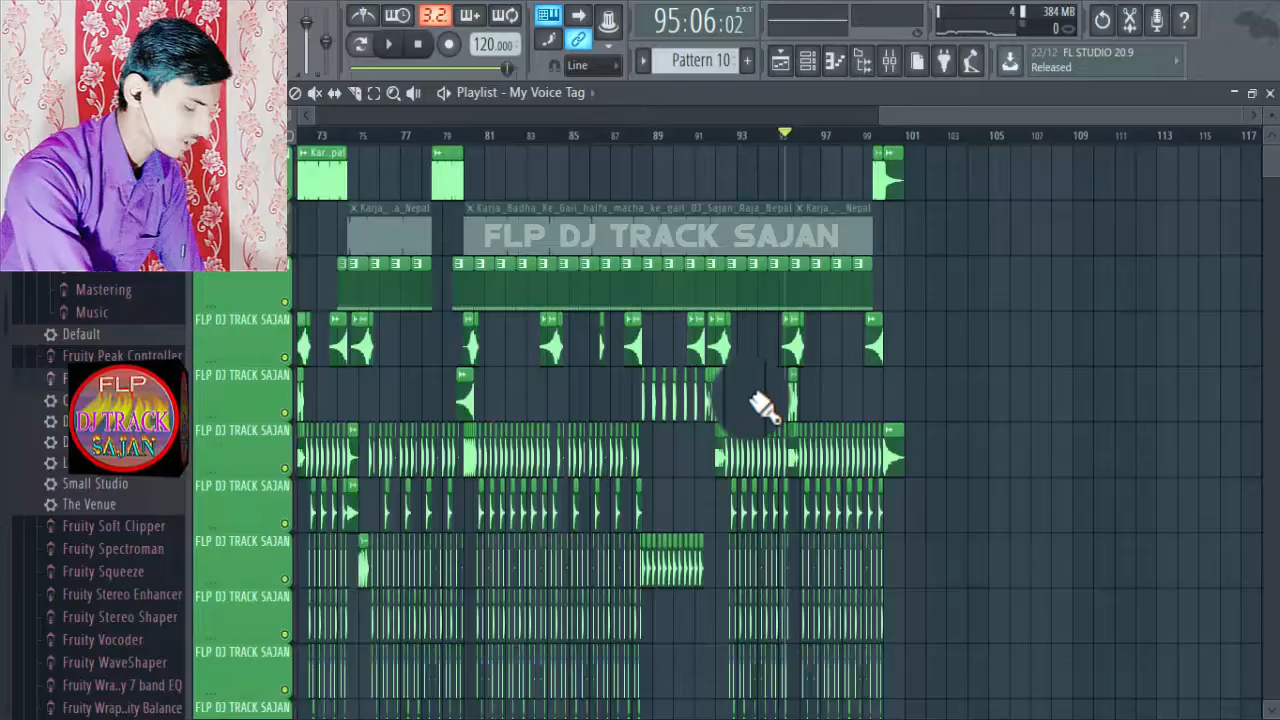 3.2
120.000
95:06:02
B:S:T
Line
Pattern 10
4
384 MB
0
22/12 FL STUDIO 20.9
Released
Playlist - My Voice Tag
73 75 77 79 81 83 85 87 89 91 93 97 99 101 103 105 107 109 111 113 115 117
Kar..pal
Karja_..a_Nepal
Karja_Badha_Ke_Gail_halfa_macha_ke_gail_DJ_Sajan_Raja_Nepal
Karja_..._Nepal
FLP DJ TRACK SAJAN
Mastering
Music
Default
Fruity Peak Controller
FLP
DJ TRACK
SAJAN
Small Studio
The Venue
Fruity Soft Clipper
Fruity Spectroman
Fruity Squeeze
Fruity Stereo Enhancer
Fruity Stereo Shaper
Fruity Vocoder
Fruity WaveShaper
Fruity Wra..y 7 band EQ
Fruity Wrap..ity Balance
FLP DJ TRACK SAJAN
FLP DJ TRACK SAJAN
FLP DJ TRACK SAJAN
FLP DJ TRACK SAJAN
FLP DJ TRACK SAJAN
FLP DJ TRACK SAJAN
FLP DJ TRACK SAJAN
FLP DJ TRACK SAJAN